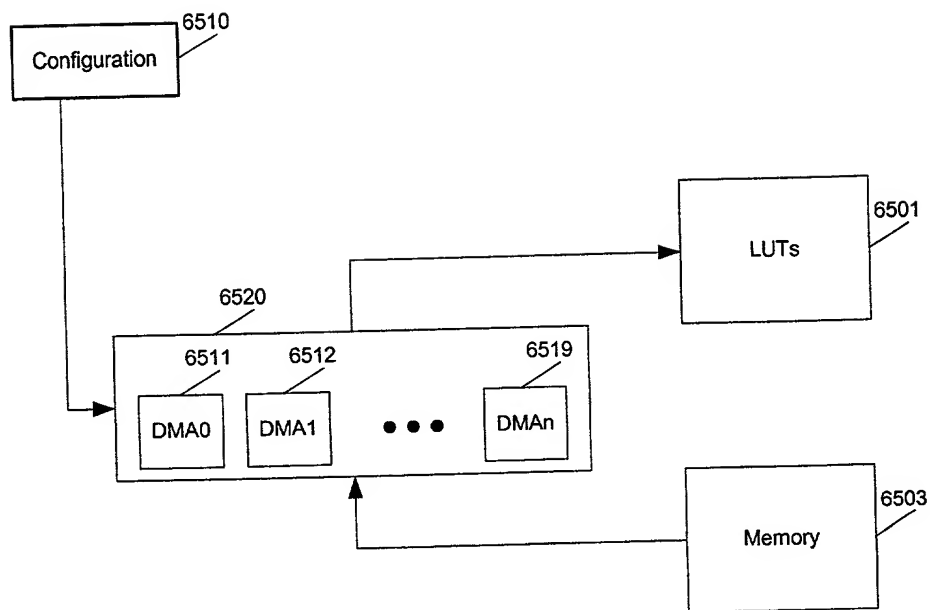 6510
Configuration
6501
LUTs
6520
6511
6512
6519
DMA0
DMA1
DMAn
6503
Memory